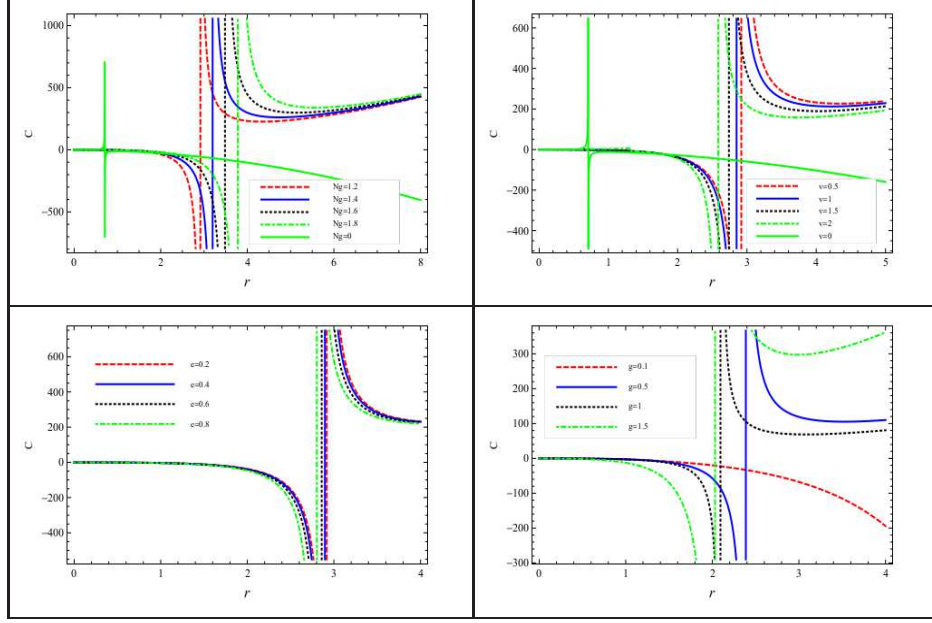 1000
500
0
-500
C
Ng=1.2
Ng=1.4
Ng=1.6
Ng=1.8
Ng=0
0 2 4 6 8
r
600
400
200
0
-200
-400
C
v=0.5
v=1
v=1.5
v=2
v=0
0 1 2 3 4 5
r
600
400
200
0
-200
-400
C
e=0.2
e=0.4
e=0.6
e=0.8
0 1 2 3 4
r
300
200
100
0
-100
-200
-300
C
g=0.1
g=0.5
g=1
g=1.5
0 1 2 3 4
r